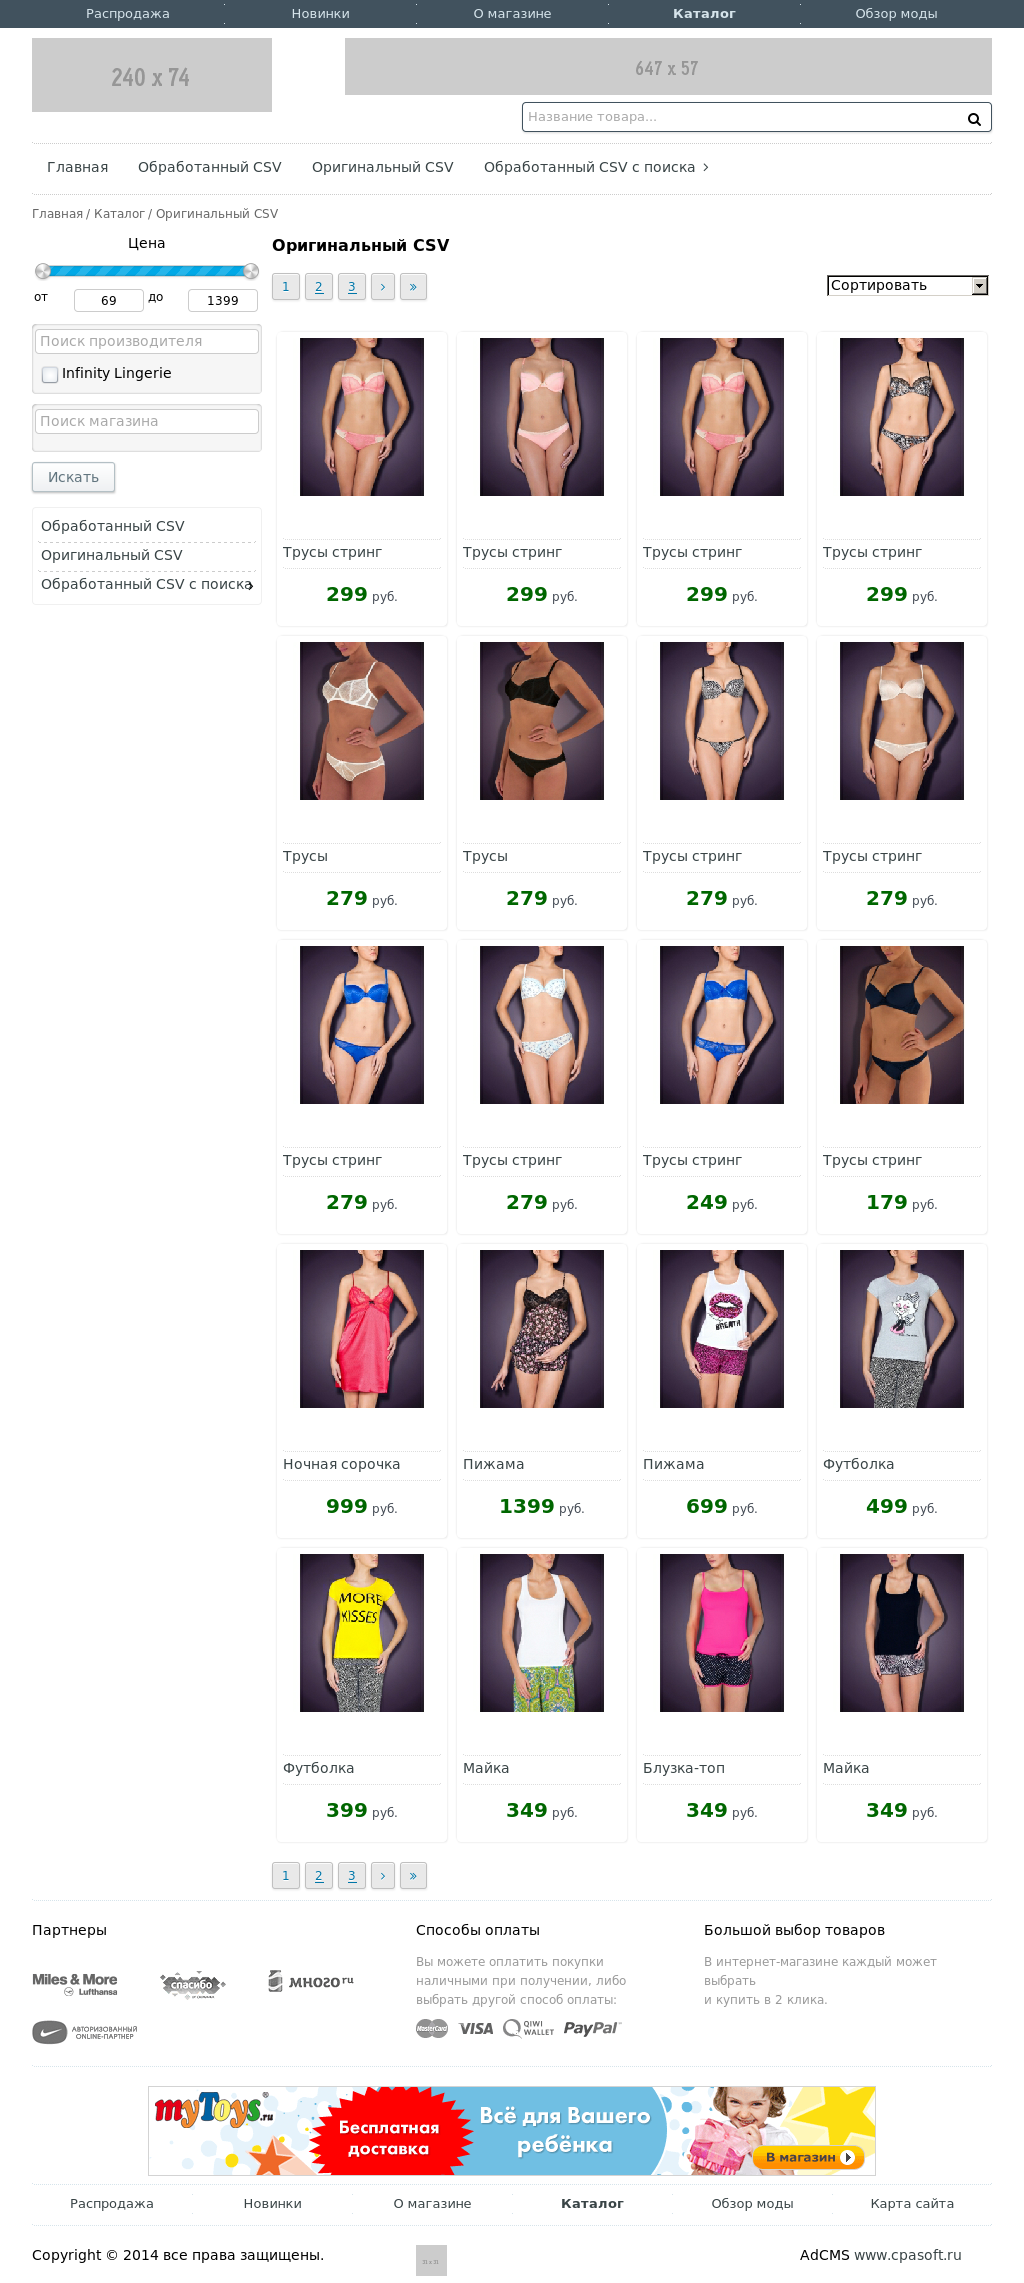 Распродажа Новинки О магазине Каталог Обзор моды
240 x 74
647 x 57
Название товара...
Главная Обработанный CSV Оригинальный CSV Обработанный CSV с поиска ›
Главная / Каталог / Оригинальный CSV
Цена
от 69 до 1399
Поиск производителя
Infinity Lingerie
Поиск магазина
Искать
Обработанный CSV
Оригинальный CSV
Обработанный CSV с поиска
Оригинальный CSV
1 2 3 › »
Сортировать
Трусы стринг Трусы стринг Трусы стринг Трусы стринг
299 руб. 299 руб. 299 руб. 299 руб.
Трусы Трусы Трусы стринг Трусы стринг
279 руб. 279 руб. 279 руб. 279 руб.
Трусы стринг Трусы стринг Трусы стринг Трусы стринг
279 руб. 279 руб. 249 руб. 179 руб.
Ночная сорочка Пижама Пижама Футболка
999 руб. 1399 руб. 699 руб. 499 руб.
MORE
KISSES
Футболка Майка Блузка-топ Майка
399 руб. 349 руб. 349 руб. 349 руб.
1 2 3 › »
Партнеры
Miles & More
Lufthansa
спасибо
много ru
АВТОРИЗОВАННЫЙ
ONLINE-ПАРТНЕР
Способы оплаты
Вы можете оплатить покупки
наличными при получении, либо
выбрать другой способ оплаты:
MasterCard VISA QIWI WALLET PayPal
Большой выбор товаров
В интернет-магазине каждый может
выбрать
и купить в 2 клика.
myToys.ru
Бесплатная
доставка
Всё для Вашего
ребёнка
В магазин
Распродажа Новинки О магазине Каталог Обзор моды Карта сайта
Copyright © 2014 все права защищены.
AdCMS www.cpasoft.ru